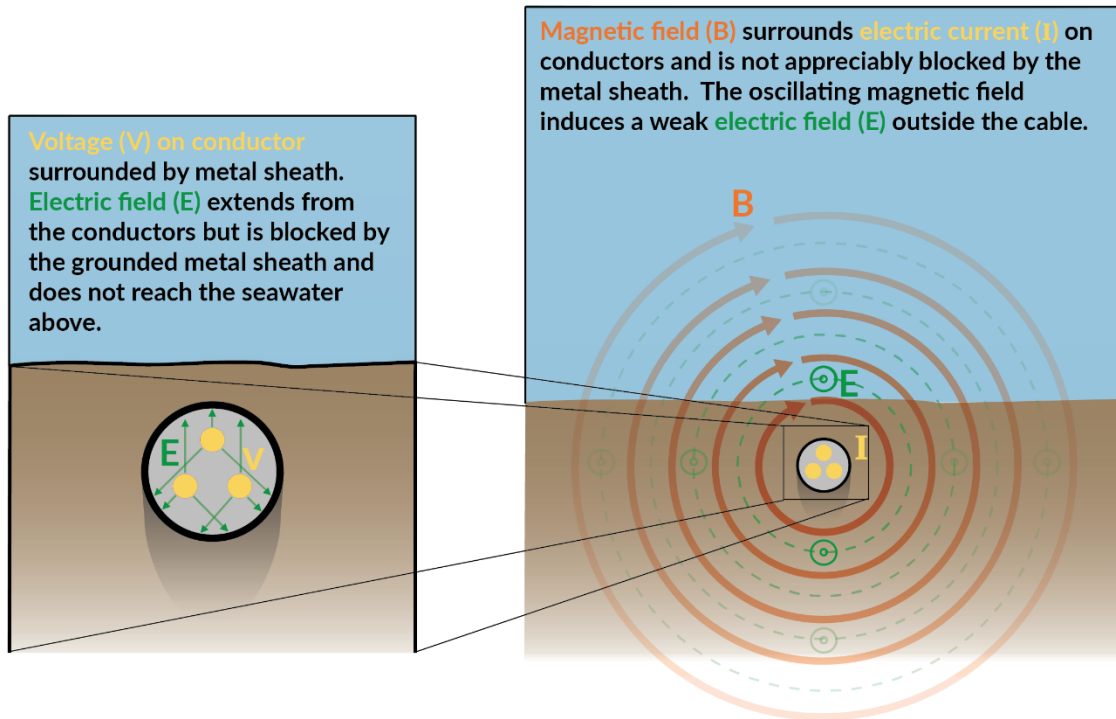 Voltage (V) on conductor
surrounded by metal sheath.
Electric field (E) extends from
the conductors but is blocked by
the grounded metal sheath and
does not reach the seawater
above.
E
V
Magnetic field (B) surrounds electric current (I) on
conductors and is not appreciably blocked by the
metal sheath. The oscillating magnetic field
induces a weak electric field (E) outside the cable.
B
E
I